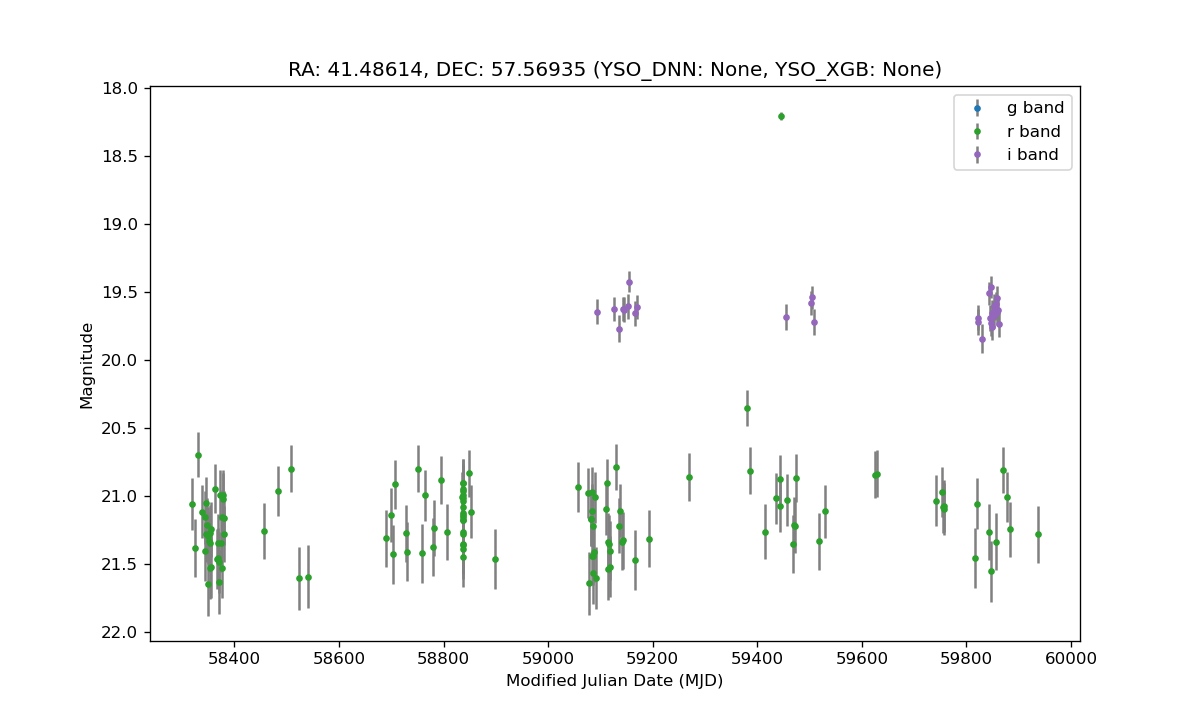 RA: 41.48614, DEC: 57.56935 (YSO_DNN: None, YSO_XGB: None)
g band
r band
i band
18.0
18.5
19.0
19.5
20.0
20.5
21.0
21.5
22.0
Magnitude
58400 58600 58800 59000 59200 59400 59600 59800 60000
Modified Julian Date (MJD)